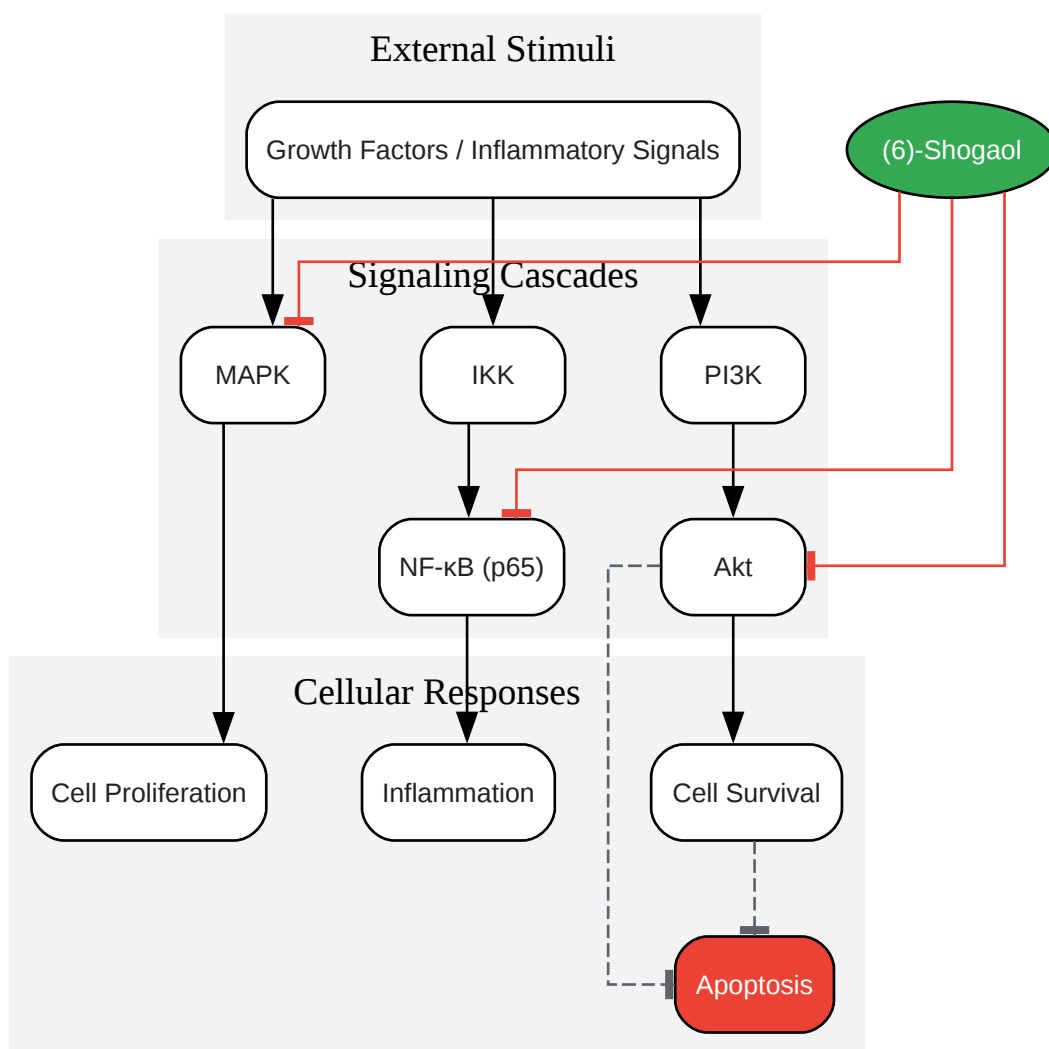 External Stimuli
Growth Factors / Inflammatory Signals
(6)-Shogaol
Signaling Cascades
MAPK
IKK
PI3K
NF-κB (p65)
Akt
Cellular Responses
Cell Proliferation
Inflammation
Cell Survival
Apoptosis